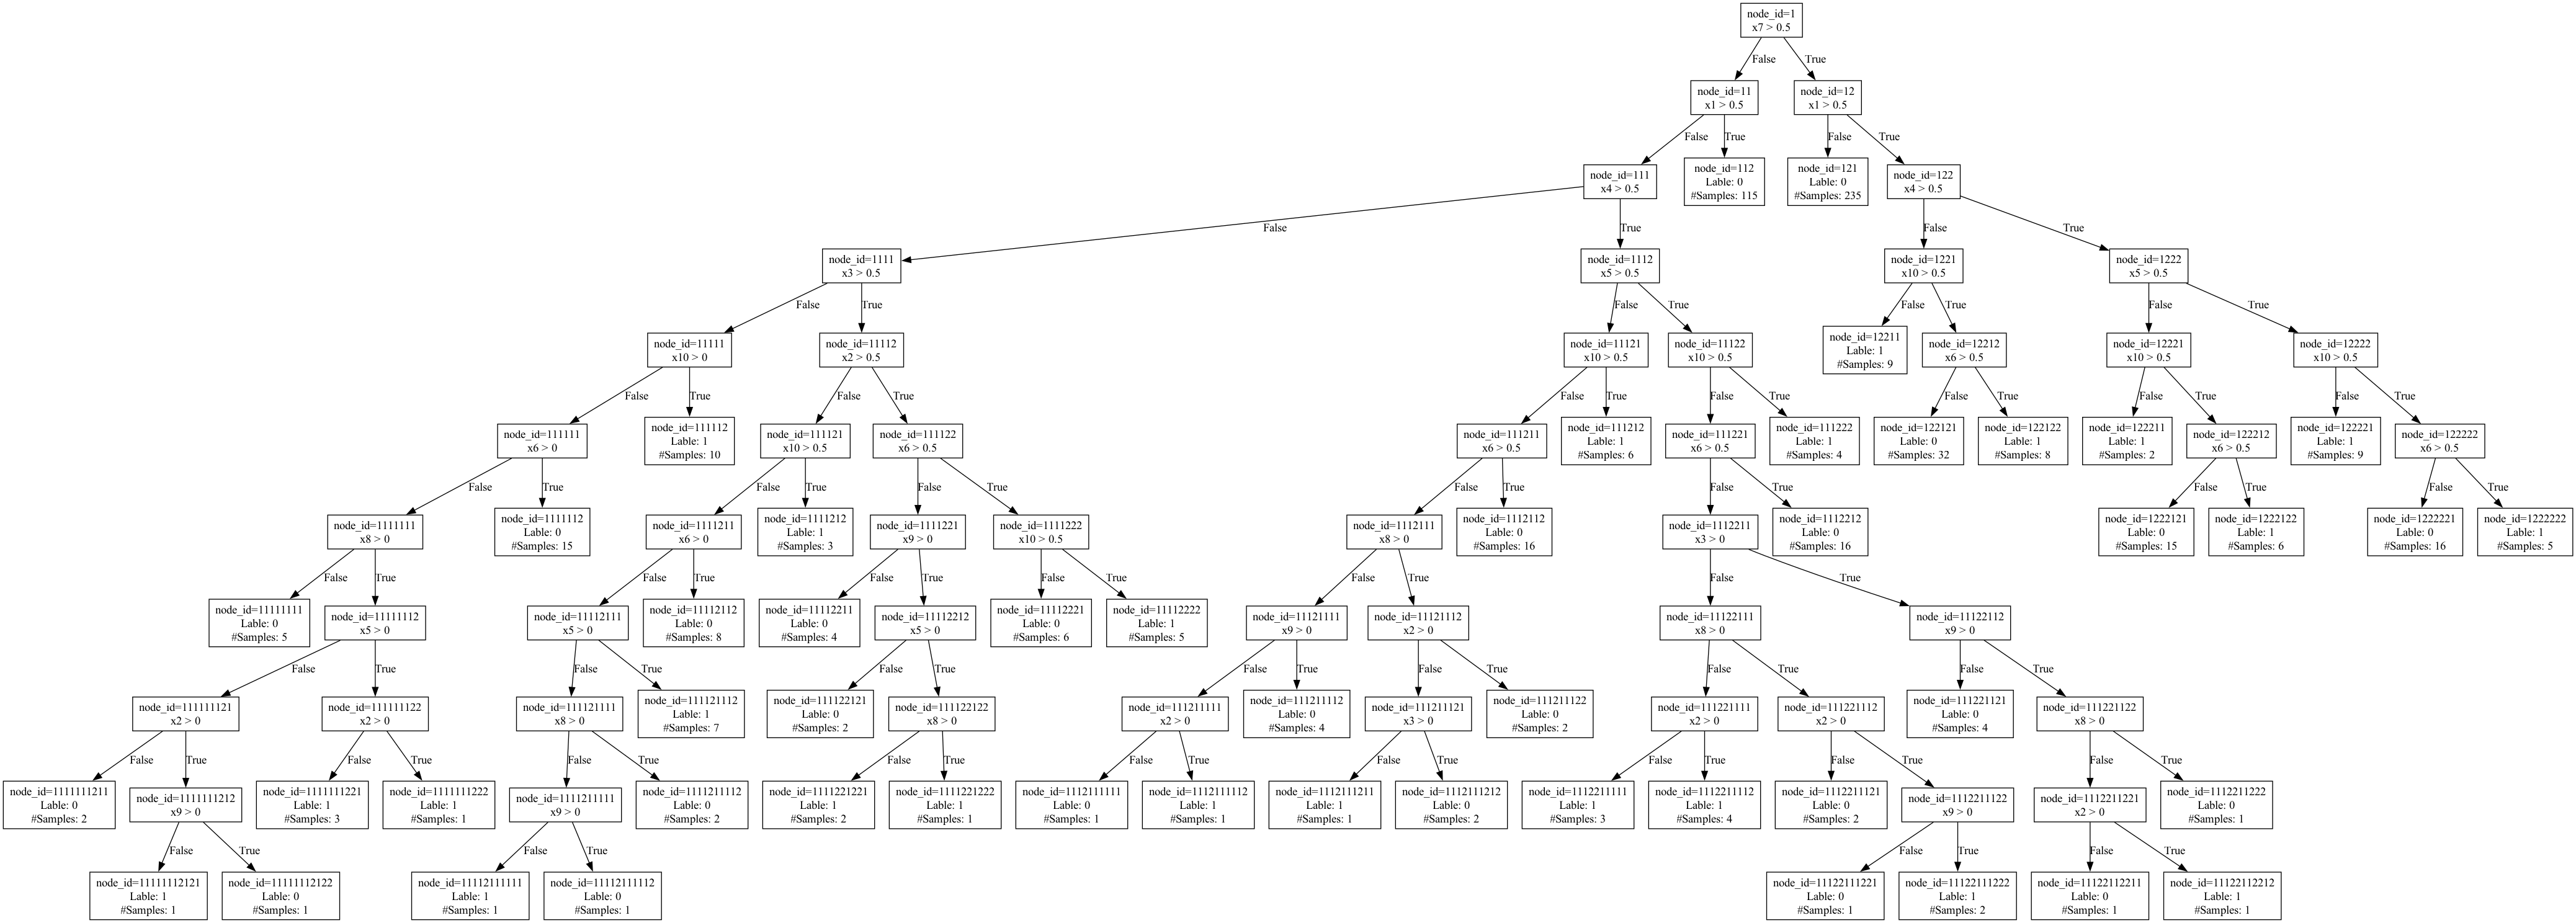 node_id=1
x7 > 0.5
False
True
node_id=11
x1 > 0.5
node_id=12
x1 > 0.5
False
True
False
True
node_id=111
x4 > 0.5
node_id=112
Lable: 0
#Samples: 115
node_id=121
Lable: 0
#Samples: 235
node_id=122
x4 > 0.5
False
True
False
True
node_id=1111
x3 > 0.5
node_id=1112
x5 > 0.5
node_id=1221
x10 > 0.5
node_id=1222
x5 > 0.5
False
True
False
True
False
True
False
True
node_id=11111
x10 > 0
node_id=11112
x2 > 0.5
node_id=11121
x10 > 0.5
node_id=11122
x10 > 0.5
node_id=12211
Lable: 1
#Samples: 9
node_id=12212
x6 > 0.5
node_id=12221
x10 > 0.5
node_id=12222
x10 > 0.5
False
True
False
True
False
True
False
True
False
True
False
True
False
True
node_id=111111
x6 > 0
node_id=111112
Lable: 1
#Samples: 10
node_id=111121
x10 > 0.5
node_id=111122
x6 > 0.5
node_id=111211
x6 > 0.5
node_id=111212
Lable: 1
#Samples: 6
node_id=111221
x6 > 0.5
node_id=111222
Lable: 1
#Samples: 4
node_id=122121
Lable: 0
#Samples: 32
node_id=122122
Lable: 1
#Samples: 8
node_id=122211
Lable: 1
#Samples: 2
node_id=122212
x6 > 0.5
node_id=122221
Lable: 1
#Samples: 9
node_id=122222
x6 > 0.5
False
True
False
True
False
True
False
True
False
True
False
True
False
True
node_id=1111111
x8 > 0
node_id=1111112
Lable: 0
#Samples: 15
node_id=1111211
x6 > 0
node_id=1111212
Lable: 1
#Samples: 3
node_id=1111221
x9 > 0
node_id=1111222
x10 > 0.5
node_id=1112111
x8 > 0
node_id=1112112
Lable: 0
#Samples: 16
node_id=1112211
x3 > 0
node_id=1112212
Lable: 0
#Samples: 16
node_id=1222121
Lable: 0
#Samples: 15
node_id=1222122
Lable: 1
#Samples: 6
node_id=1222221
Lable: 0
#Samples: 16
node_id=1222222
Lable: 1
#Samples: 5
False
True
False
True
False
True
False
True
False
True
False
True
node_id=11111111
Lable: 0
#Samples: 5
node_id=11111112
x5 > 0
node_id=11112111
x5 > 0
node_id=11112112
Lable: 0
#Samples: 8
node_id=11112211
Lable: 0
#Samples: 4
node_id=11112212
x5 > 0
node_id=11112221
Lable: 0
#Samples: 6
node_id=11112222
Lable: 1
#Samples: 5
node_id=11121111
x9 > 0
node_id=11121112
x2 > 0
node_id=11122111
x8 > 0
node_id=11122112
x9 > 0
False
True
False
True
False
True
False
True
False
True
False
True
False
True
node_id=111111121
x2 > 0
node_id=111111122
x2 > 0
node_id=111121111
x8 > 0
node_id=111121112
Lable: 1
#Samples: 7
node_id=111122121
Lable: 0
#Samples: 2
node_id=111122122
x8 > 0
node_id=111211111
x2 > 0
node_id=111211112
Lable: 0
#Samples: 4
node_id=111211121
x3 > 0
node_id=111211122
Lable: 0
#Samples: 2
node_id=111221111
x2 > 0
node_id=111221112
x2 > 0
node_id=111221121
Lable: 0
#Samples: 4
node_id=111221122
x8 > 0
False
True
False
True
False
True
False
True
False
True
False
True
False
True
False
True
False
True
node_id=1111111211
Lable: 0
#Samples: 2
node_id=1111111212
x9 > 0
node_id=1111111221
Lable: 1
#Samples: 3
node_id=1111111222
Lable: 1
#Samples: 1
node_id=1111211111
x9 > 0
node_id=1111211112
Lable: 0
#Samples: 2
node_id=1111221221
Lable: 1
#Samples: 2
node_id=1111221222
Lable: 1
#Samples: 1
node_id=1112111111
Lable: 0
#Samples: 1
node_id=1112111112
Lable: 1
#Samples: 1
node_id=1112111211
Lable: 1
#Samples: 1
node_id=1112111212
Lable: 0
#Samples: 2
node_id=1112211111
Lable: 1
#Samples: 3
node_id=1112211112
Lable: 1
#Samples: 4
node_id=1112211121
Lable: 0
#Samples: 2
node_id=1112211122
x9 > 0
node_id=1112211221
x2 > 0
node_id=1112211222
Lable: 0
#Samples: 1
False
True
False
True
False
True
False
True
node_id=11111112121
Lable: 1
#Samples: 1
node_id=11111112122
Lable: 0
#Samples: 1
node_id=11112111111
Lable: 1
#Samples: 1
node_id=11112111112
Lable: 0
#Samples: 1
node_id=11122111221
Lable: 0
#Samples: 1
node_id=11122111222
Lable: 1
#Samples: 2
node_id=11122112211
Lable: 0
#Samples: 1
node_id=11122112212
Lable: 1
#Samples: 1